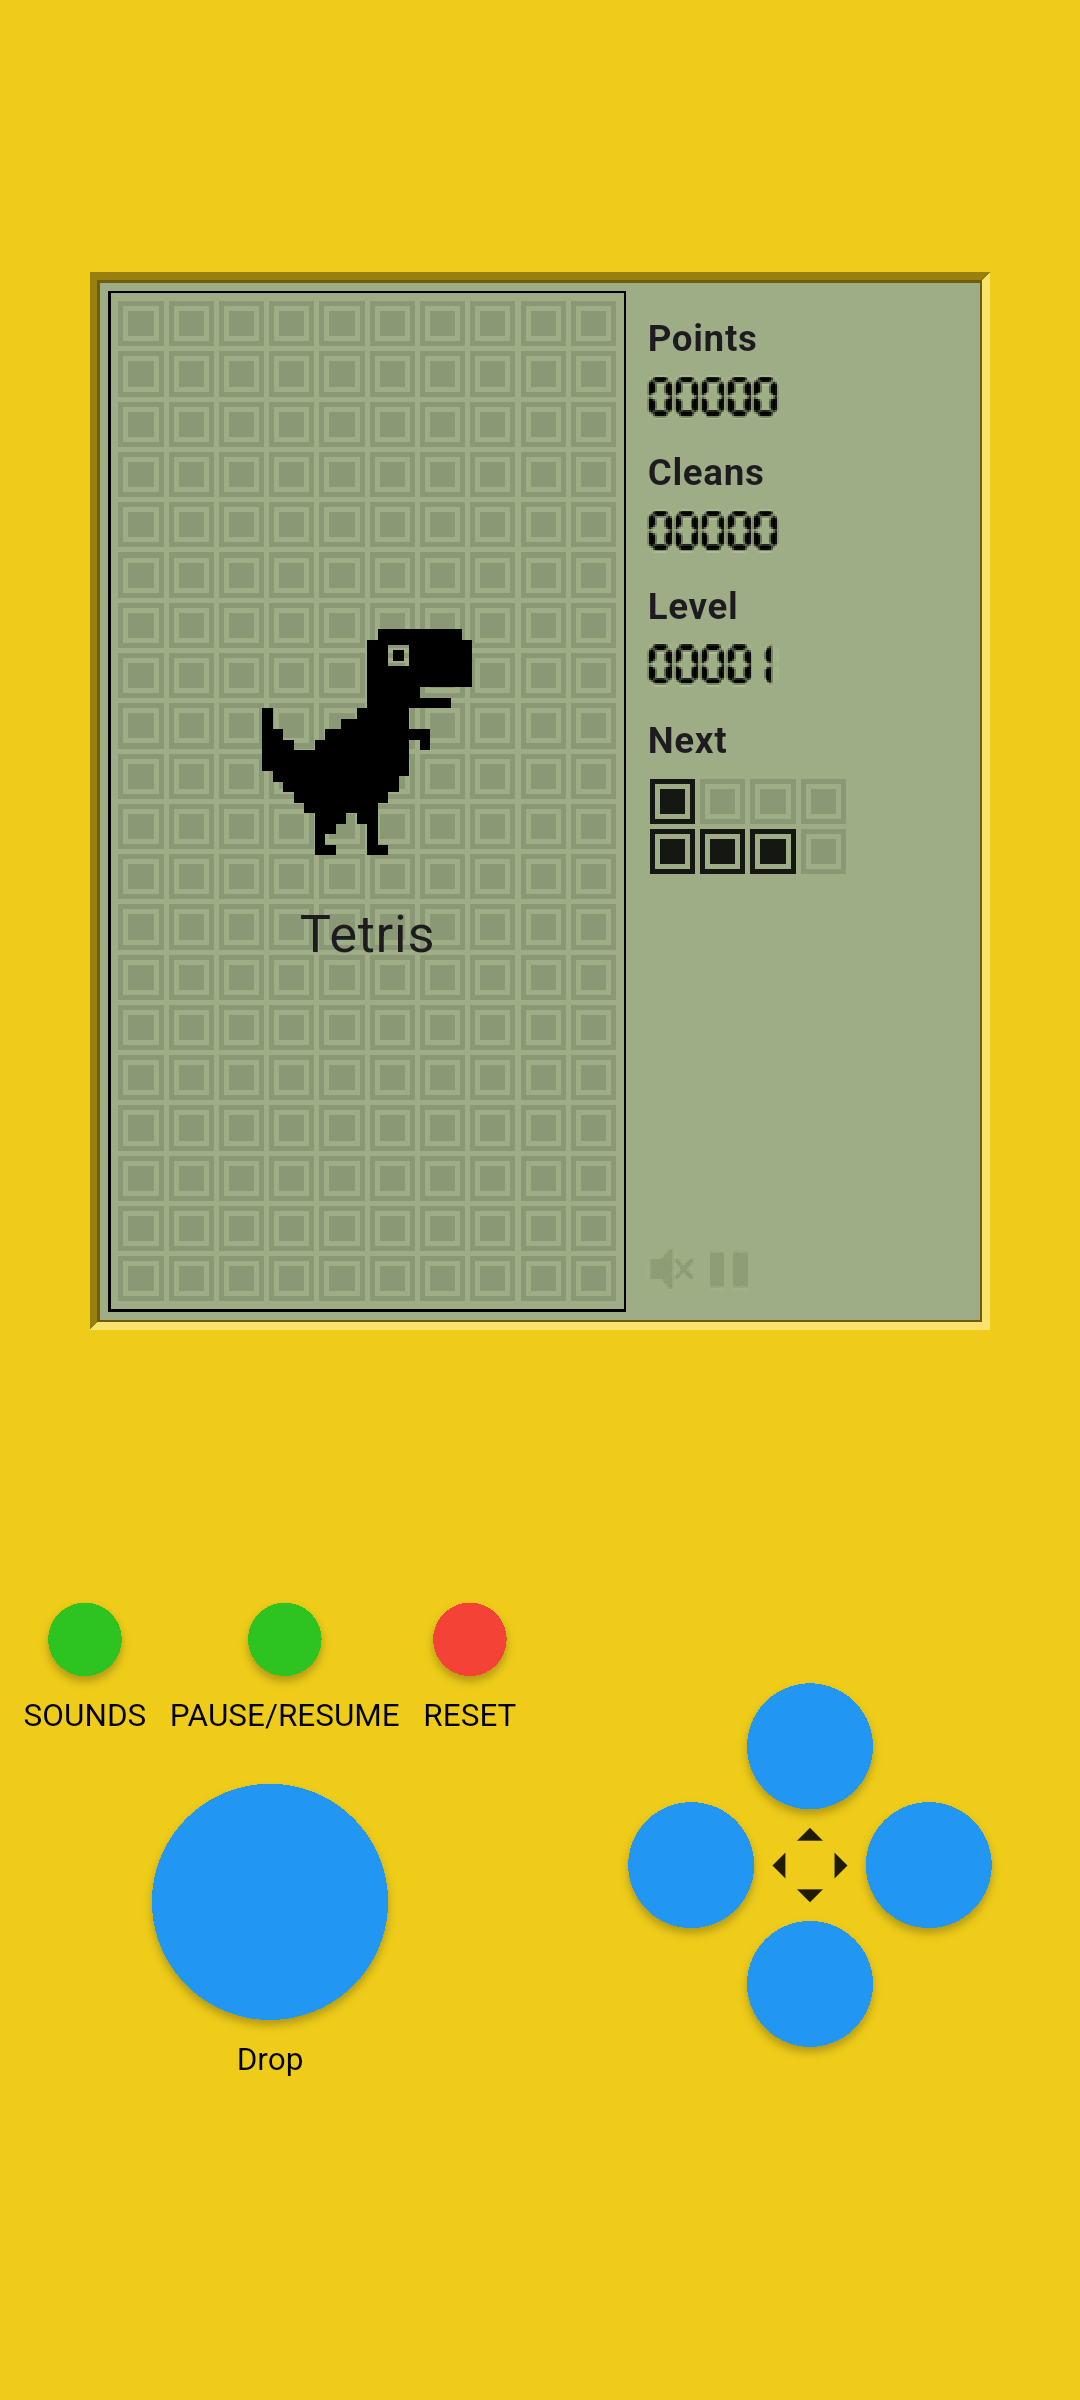 Points
00000
Cleans
00000
Level
00001
Next
Tetris
SOUNDS PAUSE/RESUME RESET
Drop